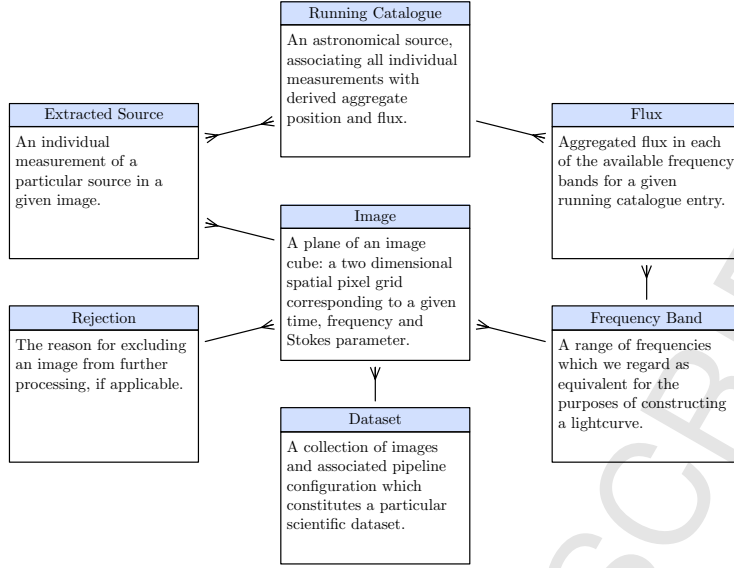 Running Catalogue
An astronomical source,
associating all individual
measurements with
derived aggregate
position and flux.
Extracted Source
An individual
measurement of a
particular source in a
given image.
Flux
Aggregated flux in each
of the available frequency
bands for a given
running catalogue entry.
Image
A plane of an image
cube: a two dimensional
spatial pixel grid
corresponding to a given
time, frequency and
Stokes parameter.
Rejection
The reason for excluding
an image from further
processing, if applicable.
Frequency Band
A range of frequencies
which we regard as
equivalent for the
purposes of constructing
a lightcurve.
Dataset
A collection of images
and associated pipeline
configuration which
constitutes a particular
scientific dataset.